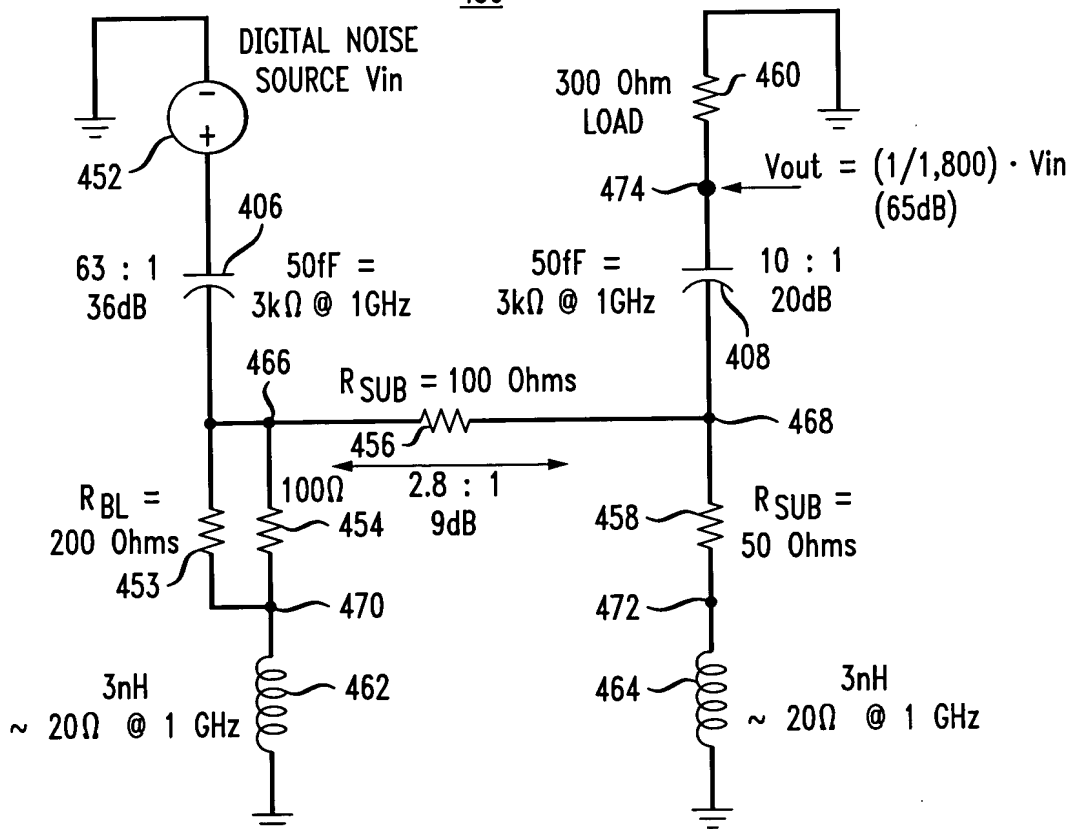 DIGITAL NOISE
SOURCE Vin
452
300 Ohm
LOAD
460
474
Vout = (1/1,800) · Vin
(65dB)
406
63 : 1
36dB
50fF =
3kΩ @ 1GHz
50fF =
3kΩ @ 1GHz
10 : 1
20dB
408
466
RSUB = 100 Ohms
456
468
2.8 : 1
9dB
RBL =
200 Ohms
453
100Ω
454
458
RSUB =
50 Ohms
470
472
3nH
~ 20Ω @ 1 GHz
462
464
3nH
~ 20Ω @ 1 GHz